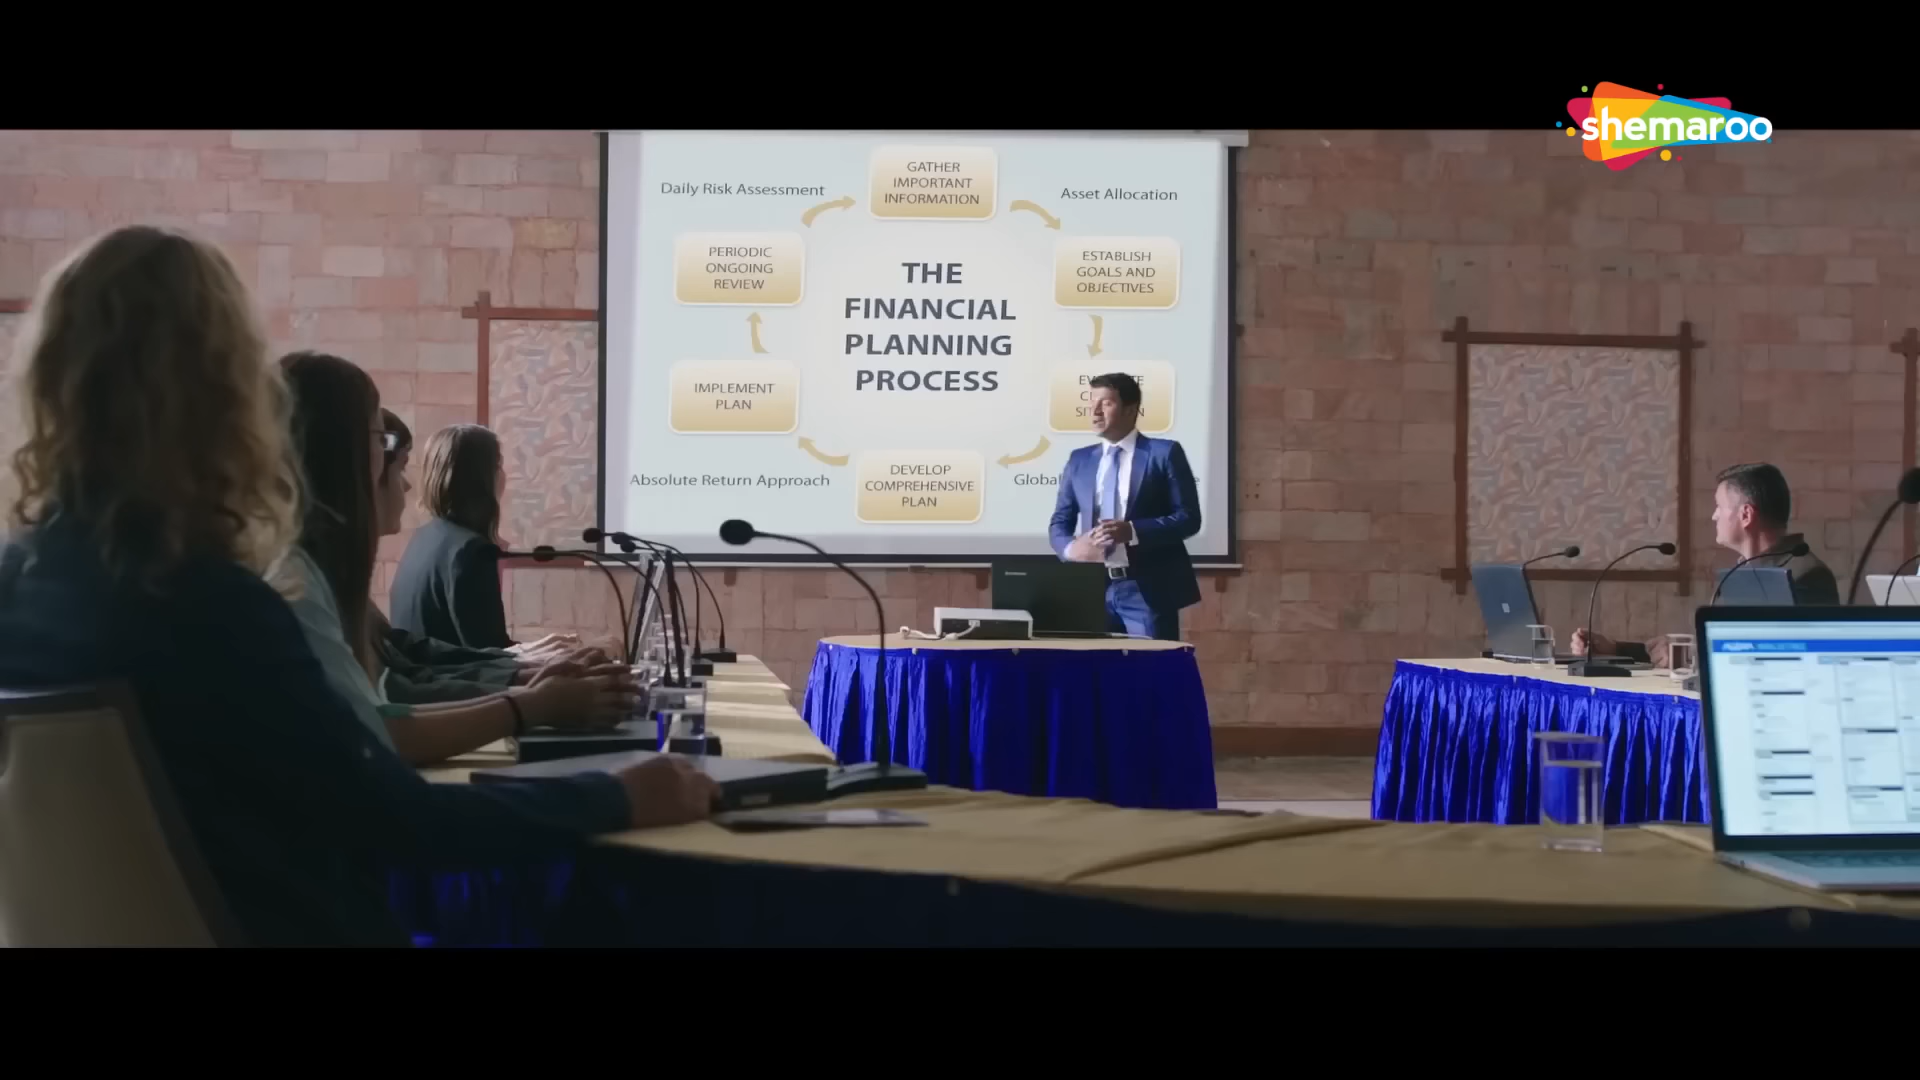 shemaroo
Daily Risk Assessment
GATHER
IMPORTANT
INFORMATION
Asset Allocation
PERIODIC
ONGOING
REVIEW
THE
FINANCIAL
PLANNING
PROCESS
ESTABLISH
GOALS AND
OBJECTIVES
IMPLEMENT
PLAN
Absolute Return Approach
DEVELOP
COMPREHENSIVE
PLAN
Global